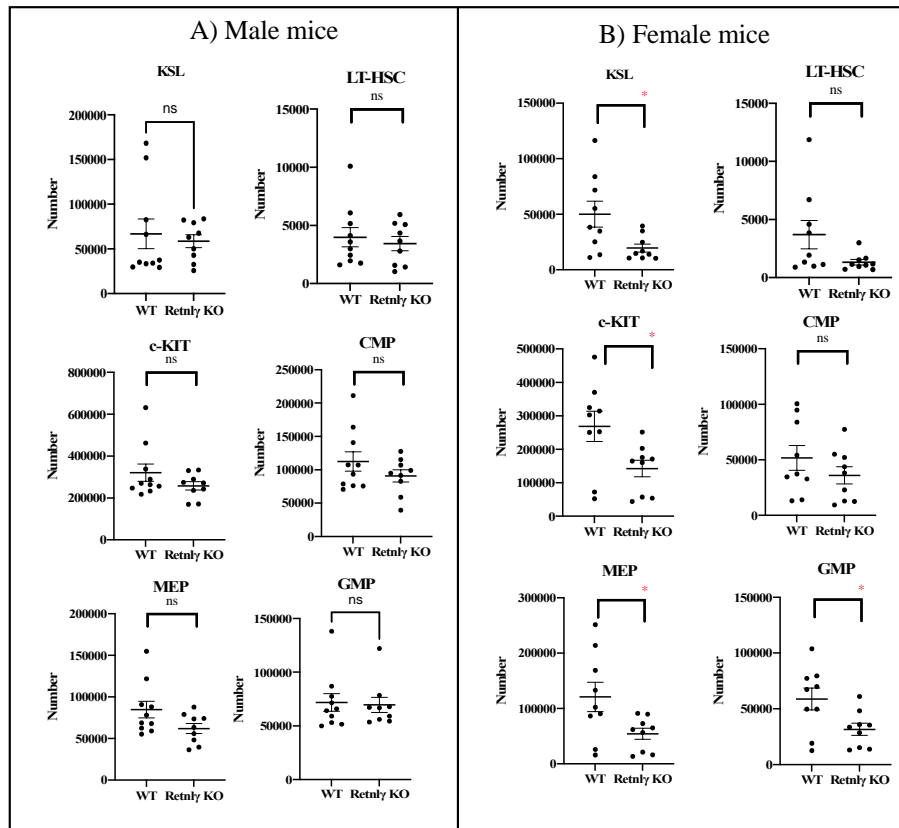 A) Male mice
KSL
ns
200000
150000
100000
50000
0
Number
WT Retnlγ KO
LT-HSC
ns
15000
10000
5000
0
Number
WT Retnlγ KO
c-KIT
ns
800000
600000
400000
200000
0
Number
WT Retnlγ KO
CMP
ns
250000
200000
150000
100000
50000
0
Number
WT Retnlγ KO
MEP
ns
200000
150000
100000
50000
0
Number
WT Retnlγ KO
GMP
ns
150000
100000
50000
0
Number
WT Retnlγ KO
B) Female mice
KSL
*
150000
100000
50000
0
Number
WT Retnlγ KO
LT-HSC
ns
15000
10000
5000
0
Number
WT Retnlγ KO
c-KIT
*
500000
400000
300000
200000
100000
0
Number
WT Retnlγ KO
CMP
ns
150000
100000
50000
0
Number
WT Retnlγ KO
MEP
*
300000
200000
100000
0
Number
WT Retnlγ KO
GMP
*
150000
100000
50000
0
Number
WT Retnlγ KO